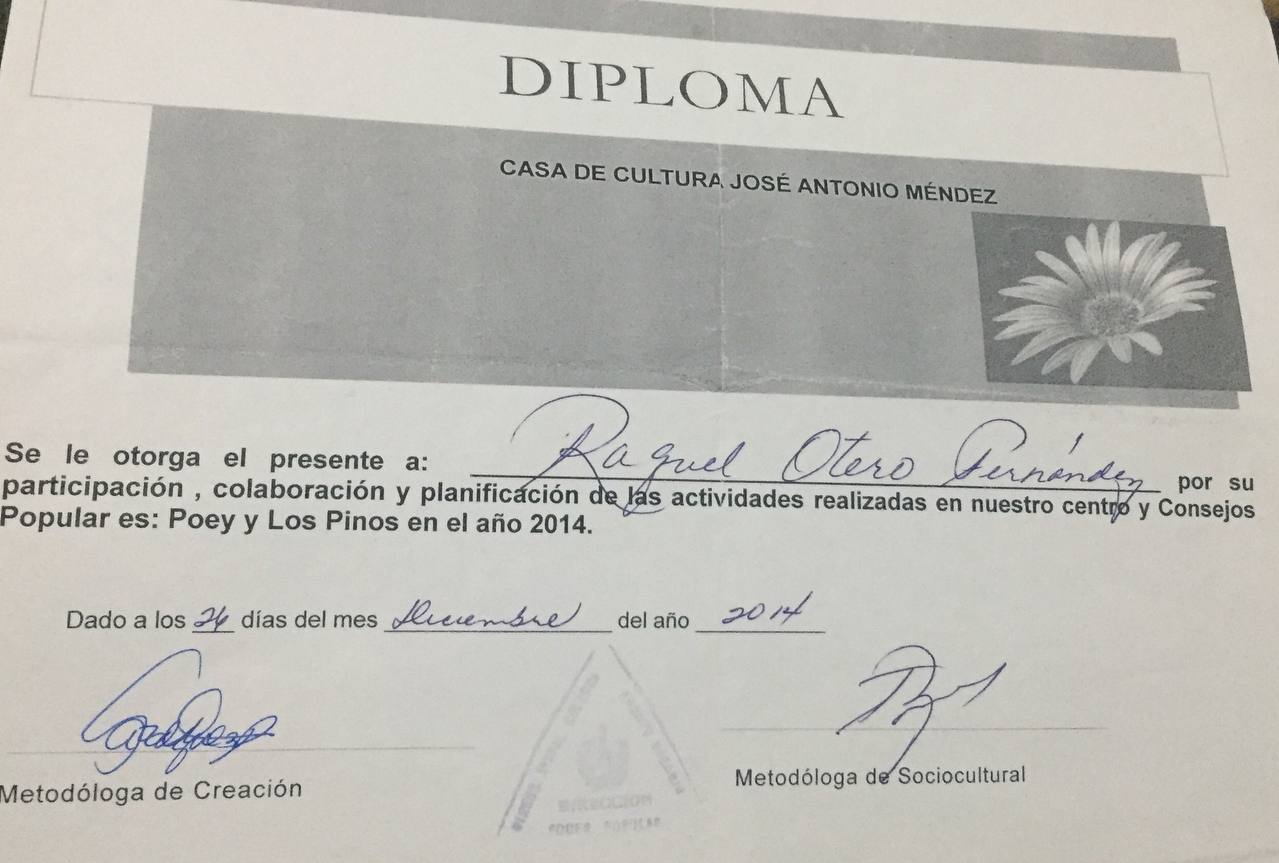 DIPLOMA
CASA DE CULTURA JOSÉ ANTONIO MÉNDEZ
Se le otorga el presente a: Raquel Otero Fernández por su
participación , colaboración y planificación de las actividades realizadas en nuestro centro y Consejos
Popular es: Poey y Los Pinos en el año 2014.
Dado a los 26 días del mes Diciembre del año 2014
Metodóloga de Creación
Metodóloga de Sociocultural
DIRECCION
PODER POPULAR